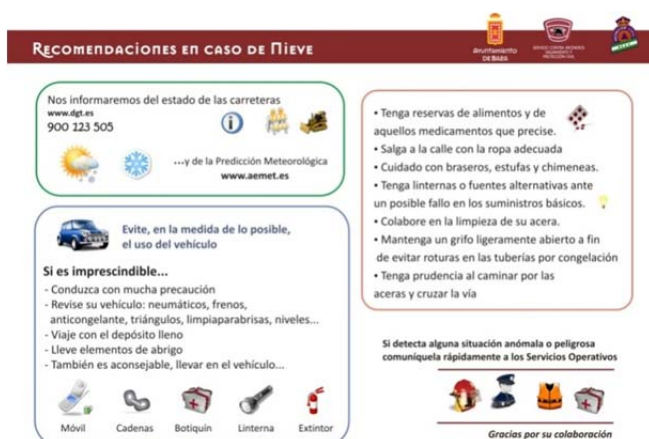 Recomendaciones en caso de Nieve
Ayuntamiento
DE BAZA
Nos informaremos del estado de las carreteras
www.dgt.es
900 123 505
...y de la Predicción Meteorológica
www.aemet.es
Evite, en la medida de lo posible,
el uso del vehículo
Si es imprescindible...
- Conduzca con mucha precaución
- Revise su vehículo: neumáticos, frenos,
anticongelante, triángulos, limpiaparabrisas, niveles...
- Viaje con el depósito lleno
- Lleve elementos de abrigo
- También es aconsejable, llevar en el vehículo...
Móvil Cadenas Botiquín Linterna Extintor
• Tenga reservas de alimentos y de
aquellos medicamentos que precise.
• Salga a la calle con la ropa adecuada
• Cuidado con braseros, estufas y chimeneas.
• Tenga linternas o fuentes alternativas ante
un posible fallo en los suministros básicos.
• Colabore en la limpieza de su acera.
• Mantenga un grifo ligeramente abierto a fin
de evitar roturas en las tuberías por congelación
• Tenga prudencia al caminar por las
aceras y cruzar la vía
Si detecta alguna situación anómala o peligrosa
comuníquela rápidamente a los Servicios Operativos
Gracias por su colaboración